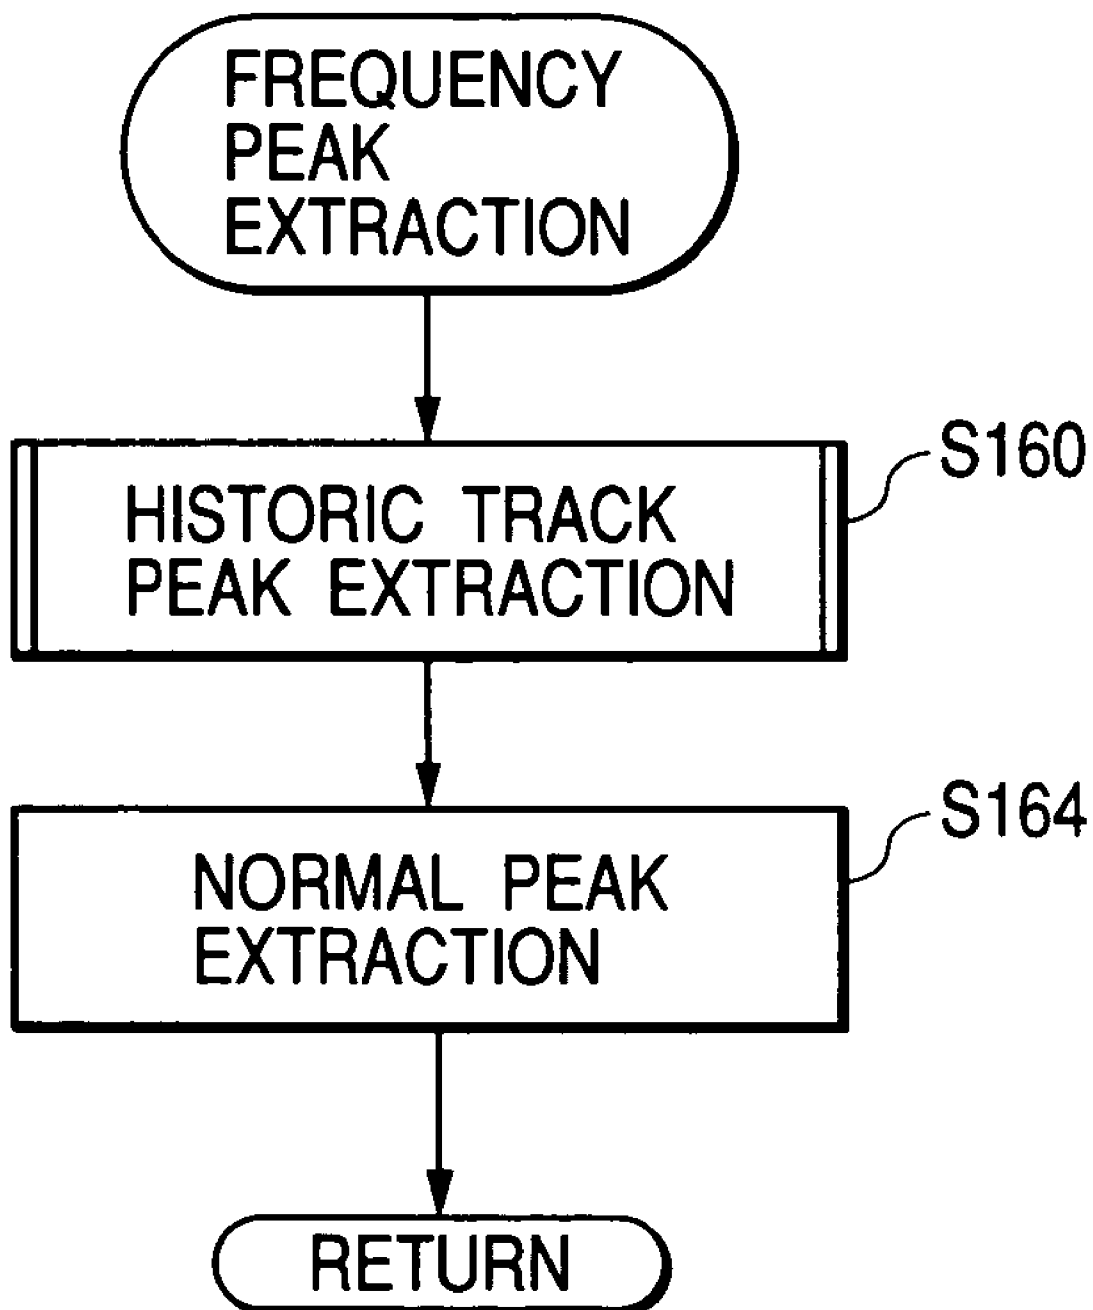 FREQUENCY
PEAK
EXTRACTION
HISTORIC TRACK
PEAK EXTRACTION
S160
NORMAL PEAK
EXTRACTION
S164
RETURN